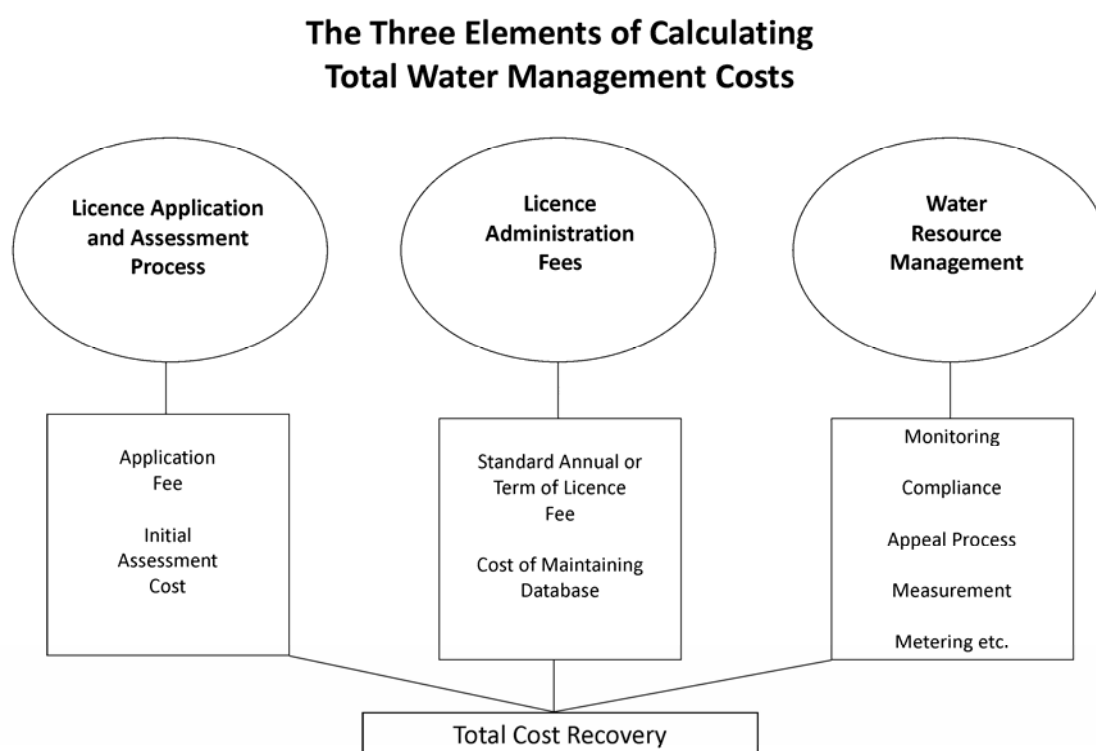 The Three Elements of Calculating
Total Water Management Costs
Licence Application
and Assessment
Process
Licence
Administration
Fees
Water
Resource
Management
Application
Fee
Initial
Assessment
Cost
Standard Annual or
Term of Licence
Fee
Cost of Maintaining
Database
Monitoring
Compliance
Appeal Process
Measurement
Metering etc.
Total Cost Recovery